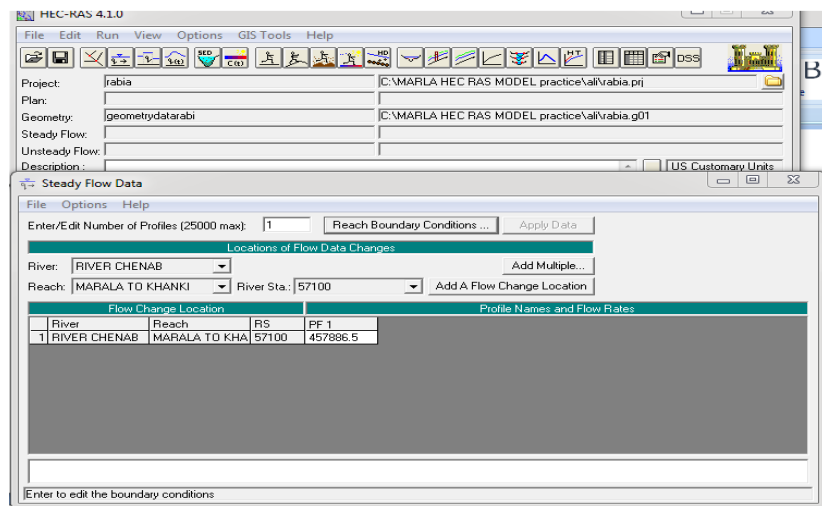 HEC-RAS 4.1.0
File Edit Run View Options GIS Tools Help
SED C(t) HD HT DSS
B
Project: rabia C:\MARLA HEC RAS MODEL practice\ali\rabia.prj
Plan:
Geometry: geometrydatarabi C:\MARLA HEC RAS MODEL practice\ali\rabia.g01
Steady Flow:
Unsteady Flow:
Description : US Customary Units
Steady Flow Data
File Options Help
Enter/Edit Number of Profiles (25000 max): 1 Reach Boundary Conditions ... Apply Data
Locations of Flow Data Changes
River: RIVER CHENAB Add Multiple...
Reach: MARALA TO KHANKI River Sta.: 57100 Add A Flow Change Location
Flow Change Location Profile Names and Flow Rates
River Reach RS PF 1
1 RIVER CHENAB MARALA TO KHA 57100 457886.5
Enter to edit the boundary conditions